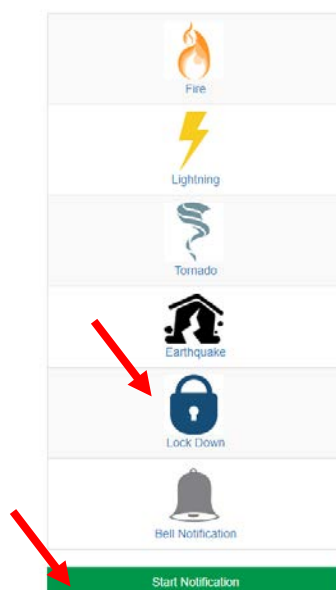 Fire
Lightning
Tornado
Earthquake
Lock Down
Bell Notification
Start Notification